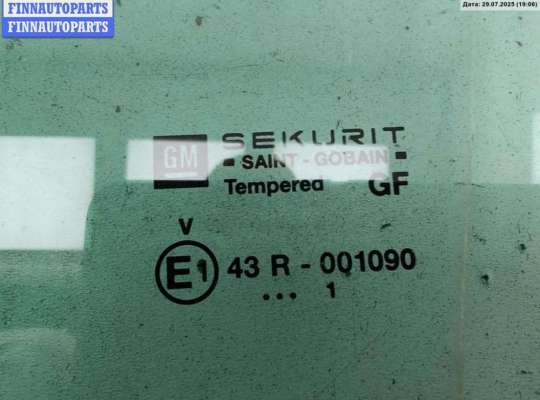 FINNAUTOPARTS
FINNAUTOPARTS
Дата: 29.07.2025 (19:06)
GM
SEKURIT
- SAINT - GOBAIN -
Tempered GF
V
E1 43 R - 001090
... 1